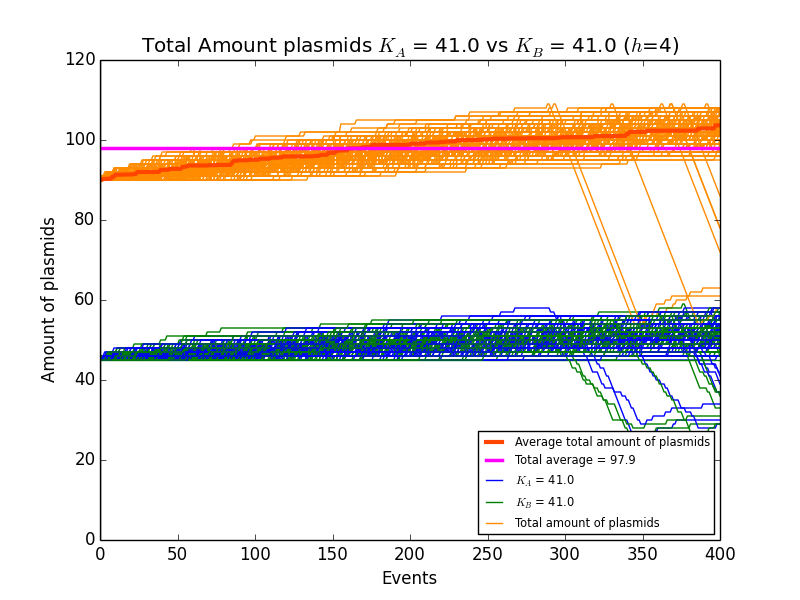 Total Amount plasmids K_A = 41.0 vs K_B = 41.0 (h=4)
120
100
80
60
40
20
0
Amount of plasmids
0 50 100 150 200 250 300 350 400
Events
Average total amount of plasmids
Total average = 97.9
K_A = 41.0
K_B = 41.0
Total amount of plasmids